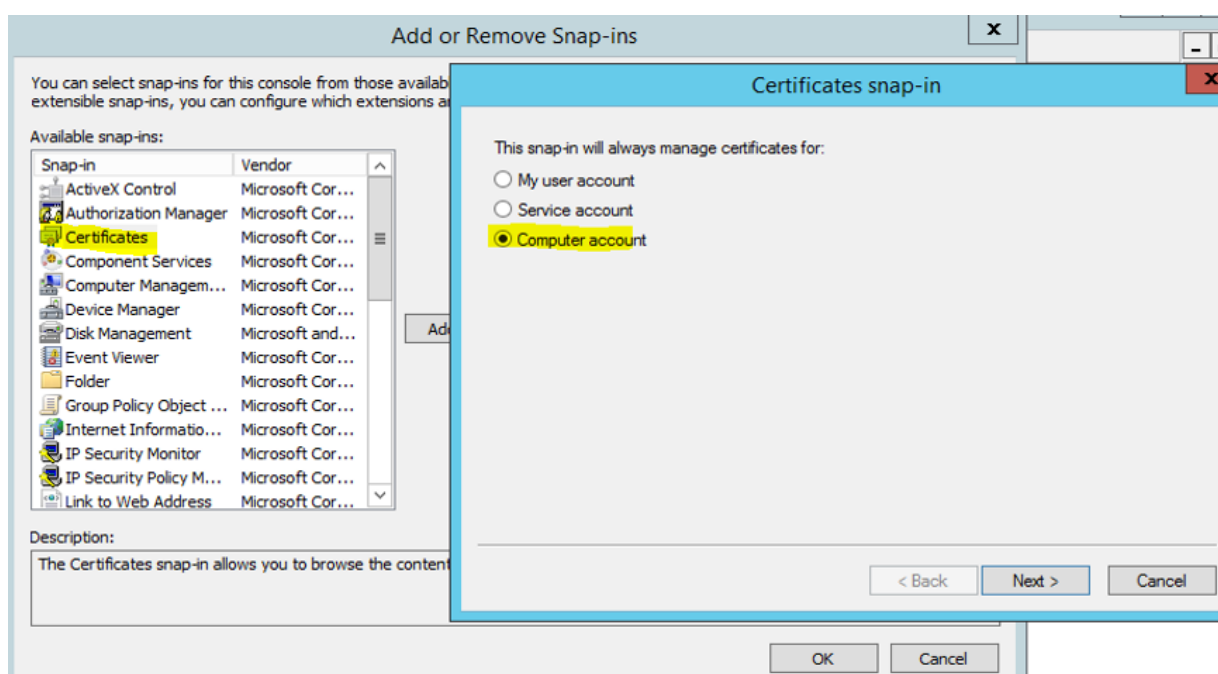 Add or Remove Snap-ins
x
You can select snap-ins for this console from those availab
extensible snap-ins, you can configure which extensions a
Available snap-ins:
Snap-in Vendor
ActiveX Control Microsoft Cor...
Authorization Manager Microsoft Cor...
Certificates Microsoft Cor...
Component Services Microsoft Cor...
Computer Managem... Microsoft Cor...
Device Manager Microsoft Cor...
Disk Management Microsoft and...
Event Viewer Microsoft Cor...
Folder Microsoft Cor...
Group Policy Object ... Microsoft Cor...
Internet Informatio... Microsoft Cor...
IP Security Monitor Microsoft Cor...
IP Security Policy M... Microsoft Cor...
Link to Web Address Microsoft Cor...
Ad
Description:
The Certificates snap-in allows you to browse the content
OK Cancel
Certificates snap-in
x
This snap-in will always manage certificates for:
My user account
Service account
Computer account
< Back Next > Cancel